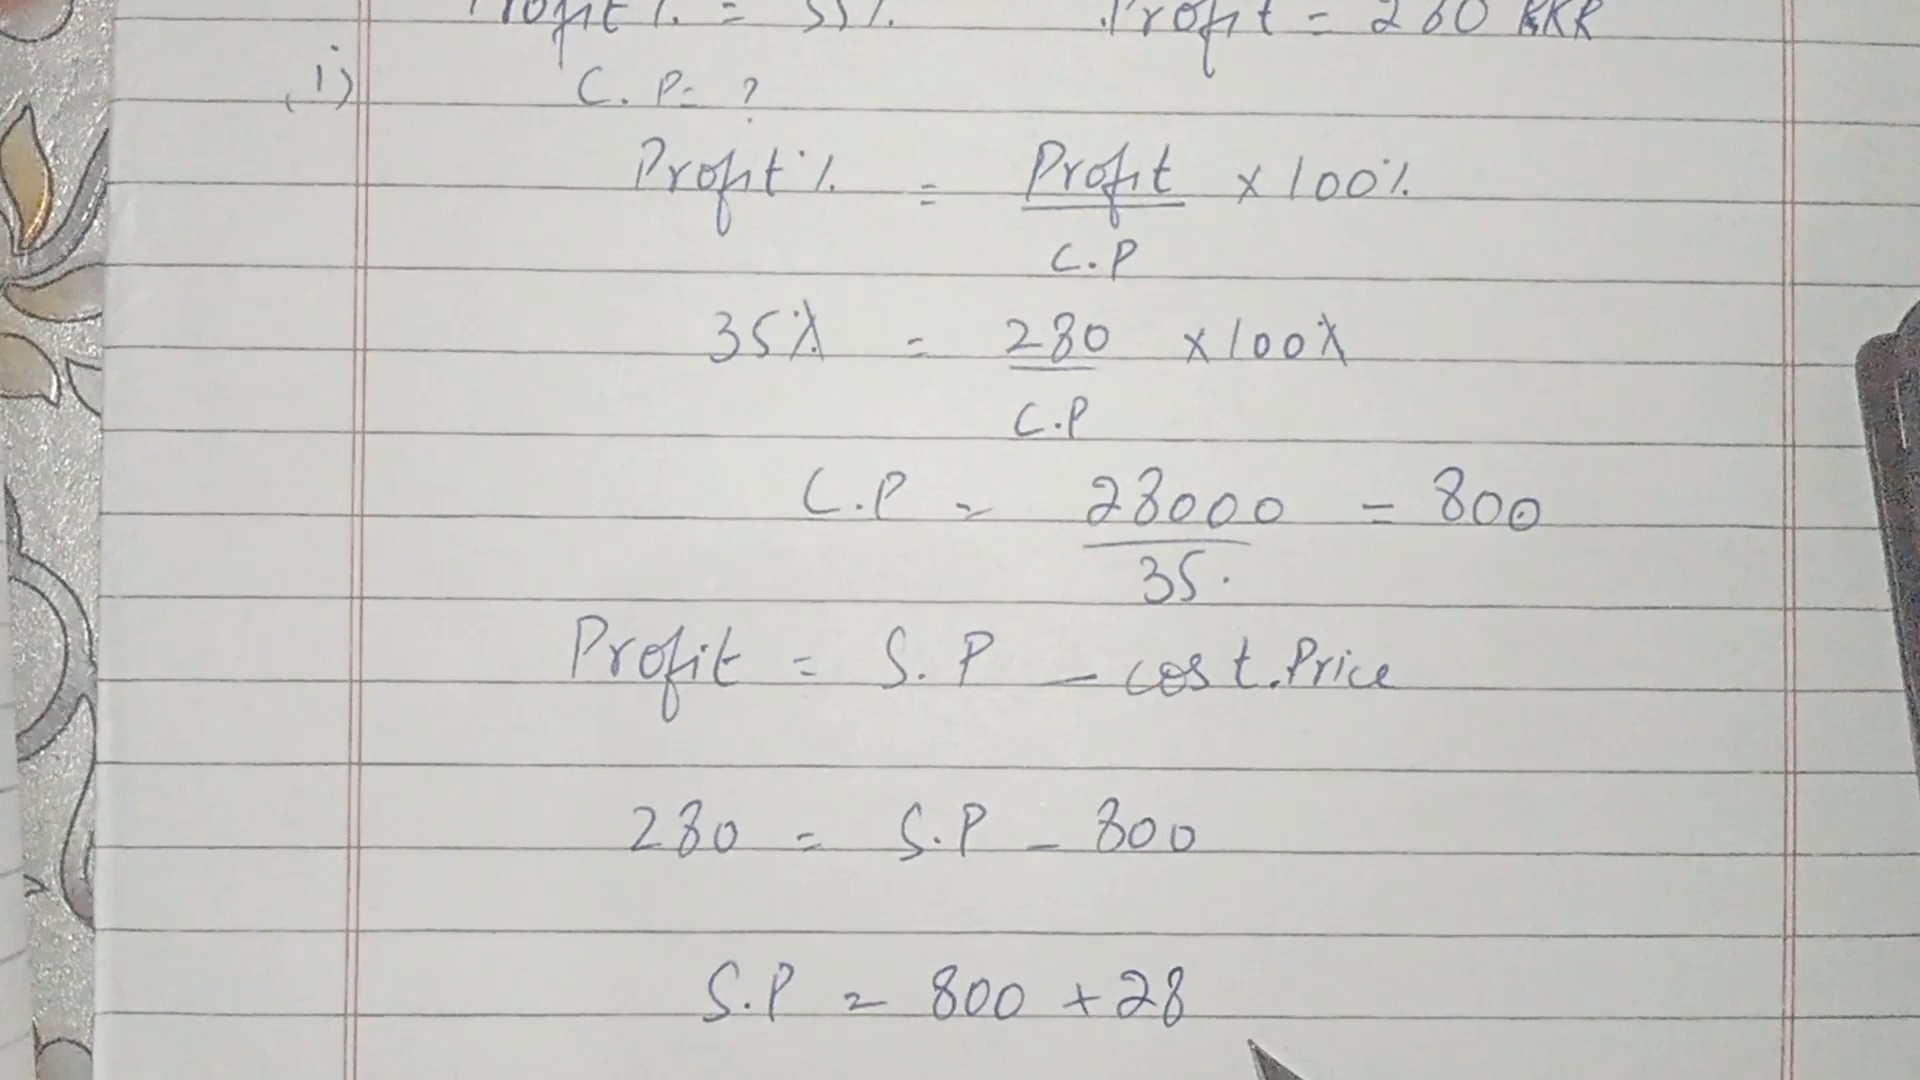 Profit % = 35% Profit = 280 PKR
i) C.P = ?
Profit % = Profit / C.P × 100%
35% = 280 / C.P × 100%
C.P = 28000 / 35 = 800
Profit = S.P - cost.Price
280 = S.P - 800
S.P = 800 + 28